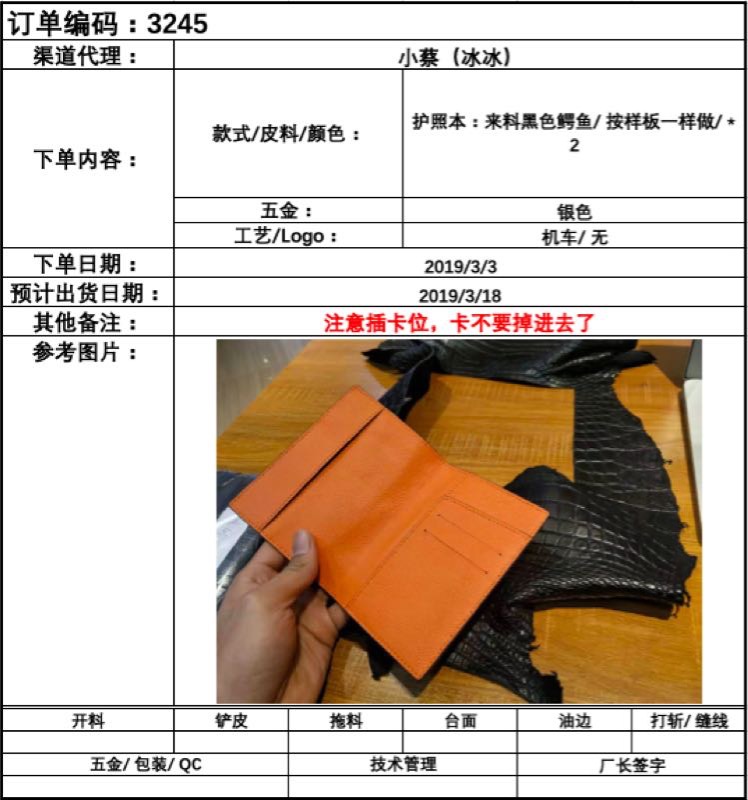 订单编码：3245
渠道代理：
小蔡（冰冰）
下单内容：
款式/皮料/颜色：
护照本：来料黑色鳄鱼/ 按样板一样做/ *
2
五金：
银色
工艺/Logo：
机车/ 无
下单日期：
2019/3/3
预计出货日期：
2019/3/18
其他备注：
注意插卡位，卡不要掉进去了
参考图片：
开料
铲皮
拖料
台面
油边
打斩/ 缝线
五金/ 包装/ QC
技术管理
厂长签字